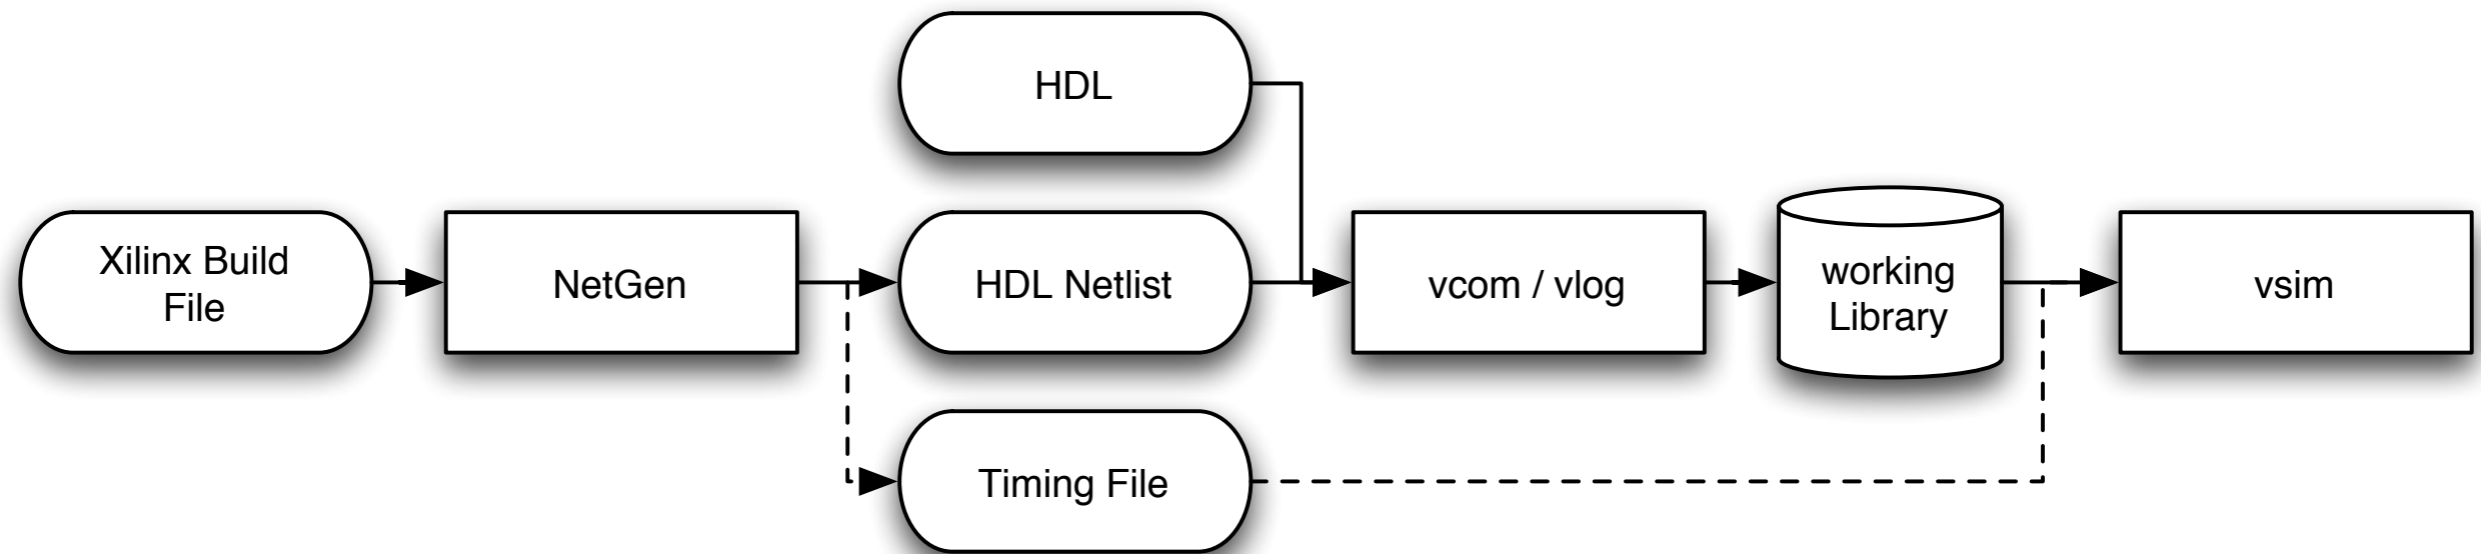 HDL
Xilinx Build
File
NetGen
HDL Netlist
vcom / vlog
working
Library
vsim
Timing File